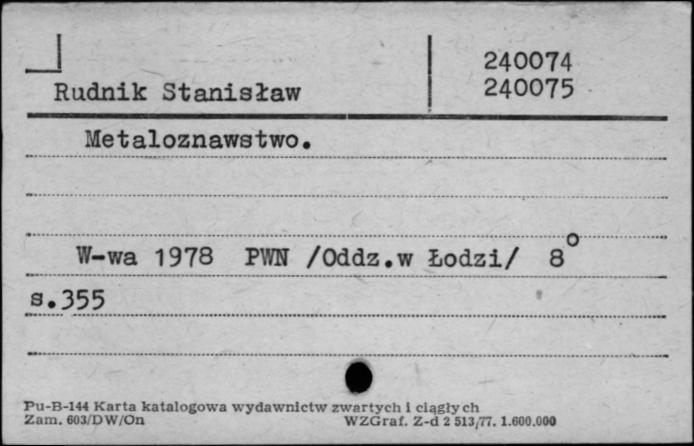 240074
Rudnik Stanisław 240075
Metaloznawstwo.
W-wa 1978 PWN /Oddz.w Łodzi/ 8°
s.355
Pu-B-144 Karta katalogowa wydawnictw zwartych i ciągłych
Zam. 603/DW/On WZGraf. Z-d 2 513/77. 1.600.000